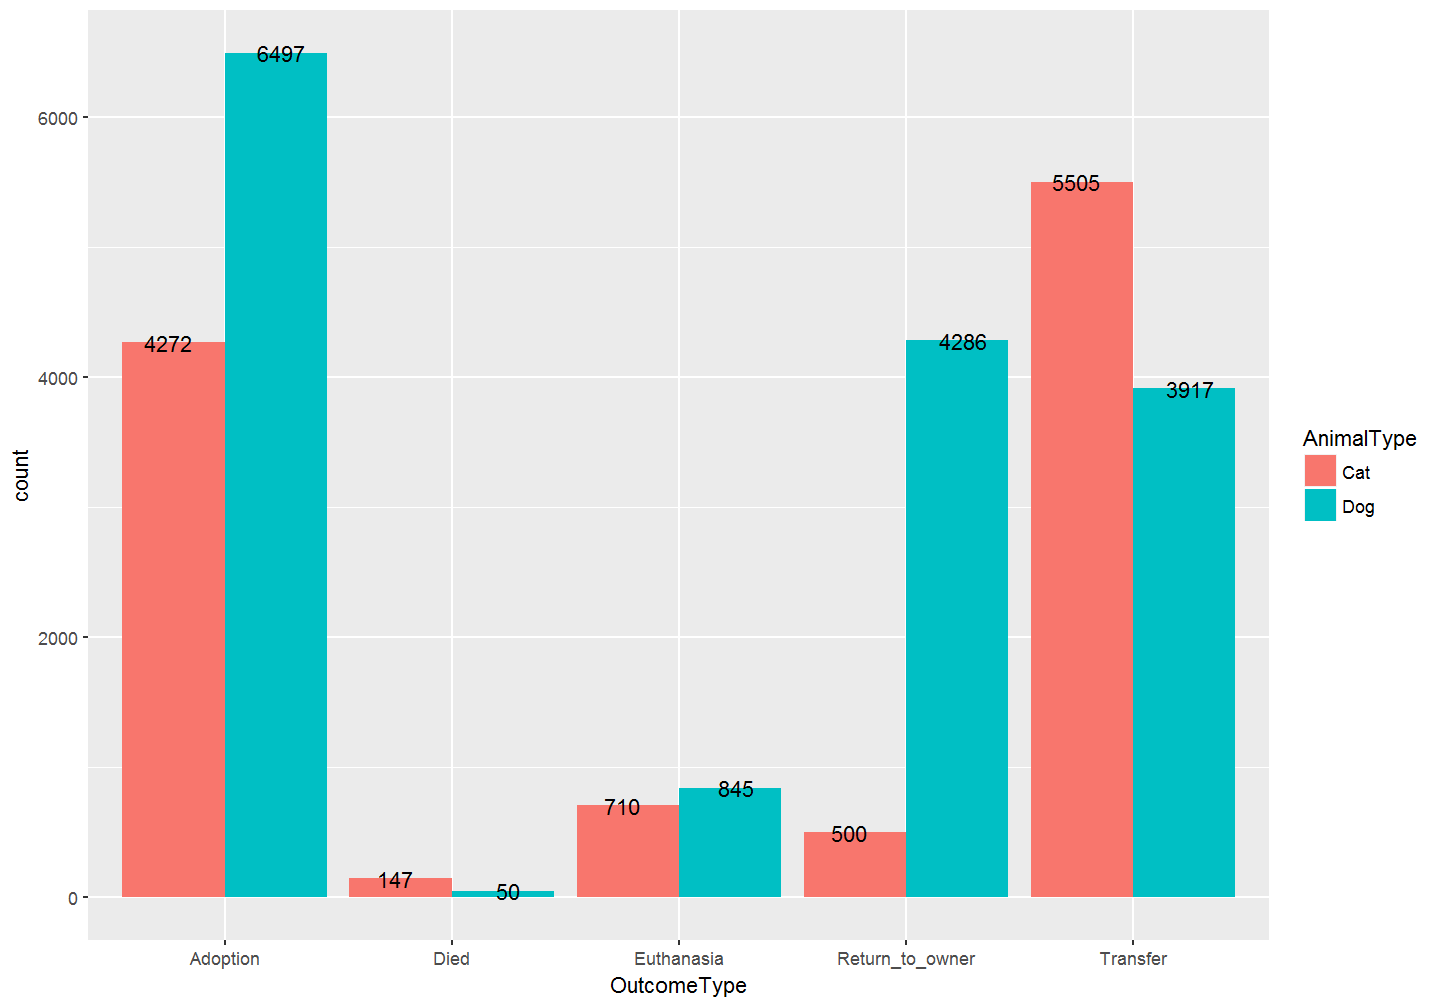 6497
6000
5505
4272
4286
4000
3917
count
AnimalType
Cat
Dog
2000
845
710
500
147
50
0
Adoption
Died
Euthanasia
Return_to_owner
Transfer
OutcomeType